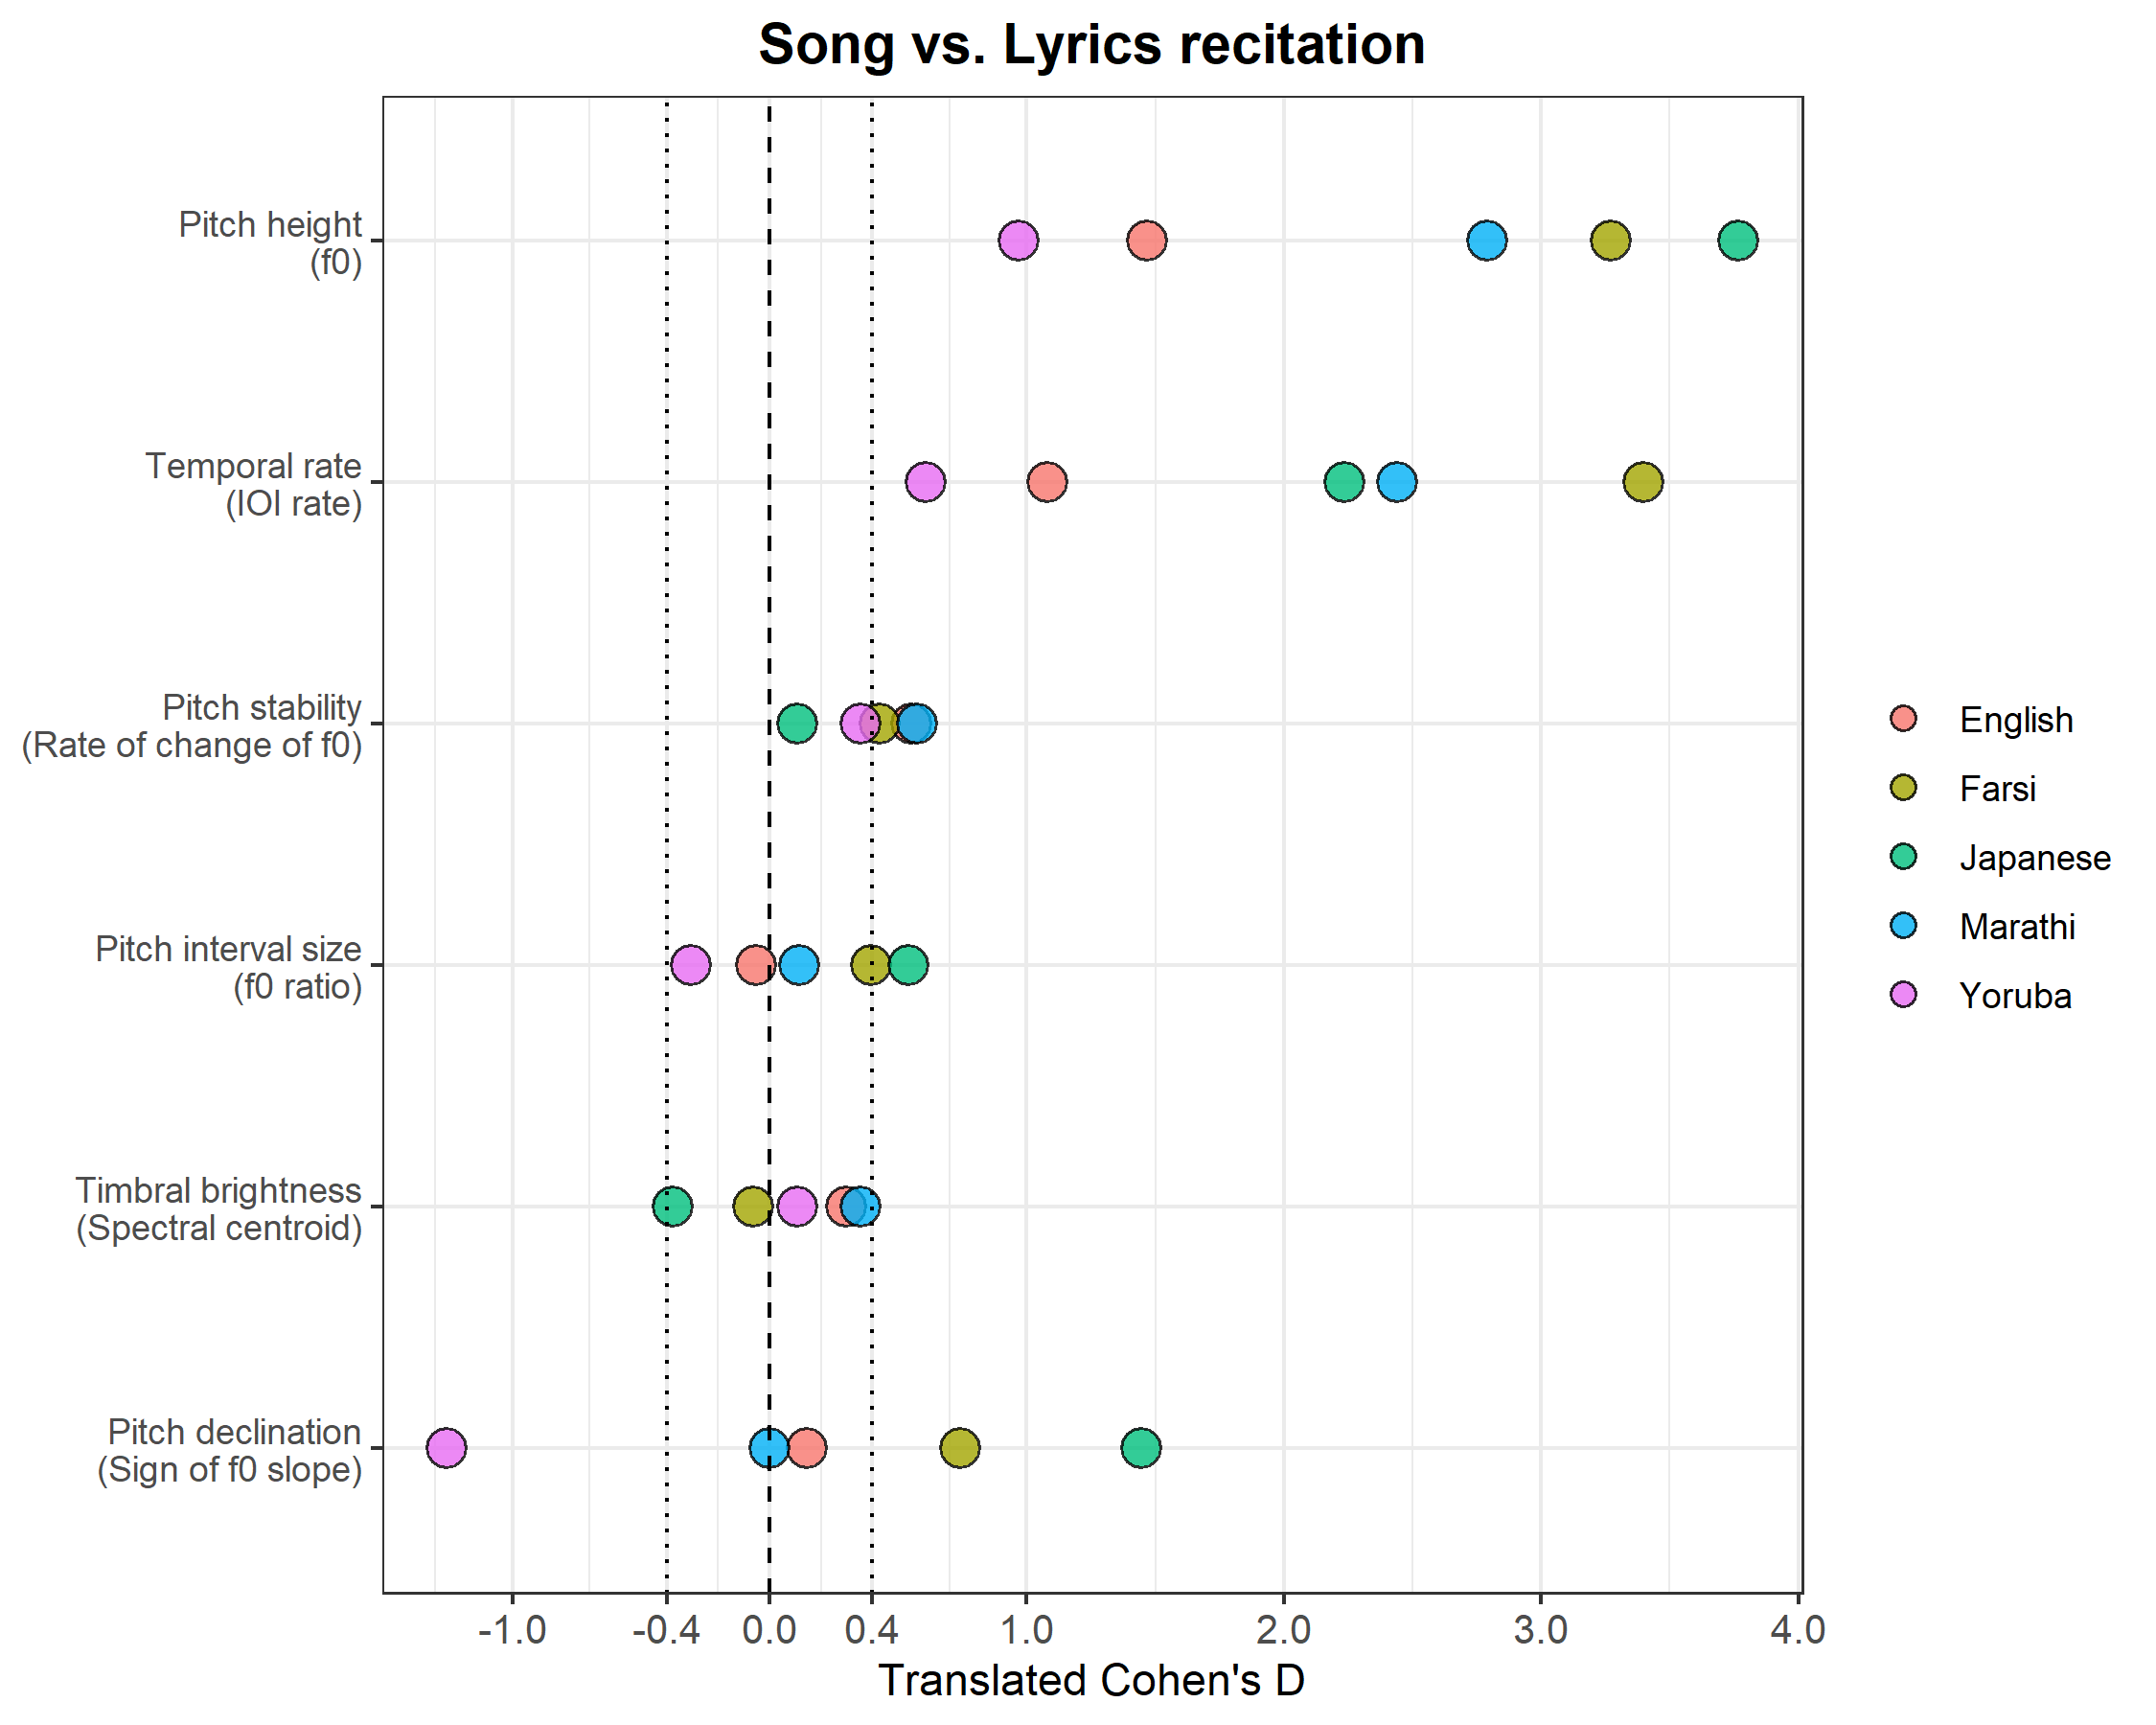 Song vs. Lyrics recitation
Pitch height
(f0)
Temporal rate
(IOI rate)
Pitch stability
(Rate of change of f0)
Pitch interval size
(f0 ratio)
Timbral brightness
(Spectral centroid)
Pitch declination
(Sign of f0 slope)
-1.0 -0.4 0.0 0.4 1.0 2.0 3.0 4.0
Translated Cohen's D
English
Farsi
Japanese
Marathi
Yoruba